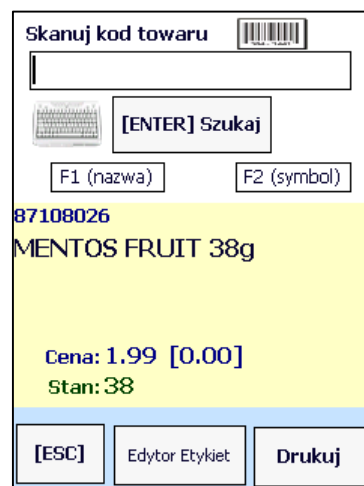 Skanuj kod towaru
[ENTER] Szukaj
F1 (nazwa) F2 (symbol)
87108026
MENTOS FRUIT 38g
Cena: 1.99 [0.00]
Stan: 38
[ESC] Edytor Etykiet Drukuj